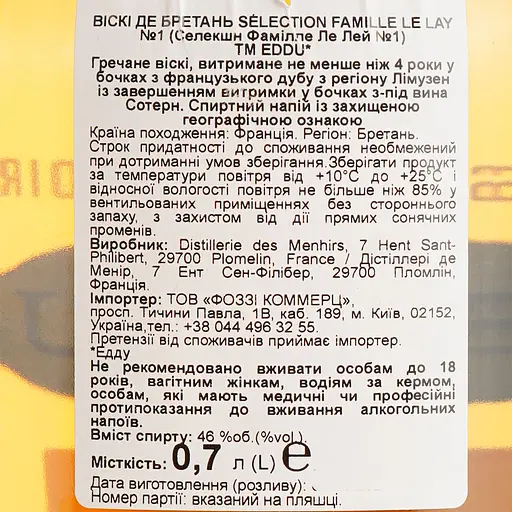 ВІСКІ ДЕ БРЕТАНЬ SÉLECTION FAMILLE LE LAY
№1 (Селекшн Фамілле Ле Лей №1)
ТМ EDDU*
Гречане віскі, витримане не менше ніж 4 роки у
бочках з французького дубу з регіону Лімузен
із завершенням витримки у бочках з-під вина
Сотерн. Спиртний напій із захищеною
географічною ознакою
Країна походження: Франція. Регіон: Бретань.
Строк придатності до споживання необмежений
при дотриманні умов зберігання.Зберігати продукт
за температури повітря від +10°C до +25°C і
відносної вологості повітря не більше ніж 85% у
вентильованих приміщеннях без стороннього
запаху, з захистом від дії прямих сонячних
променів.
Виробник: Distillerie des Menhirs, 7 Hent Sant-
Philibert, 29700 Plomelin, France / Дістіллері де
Менір, 7 Ент Сен-Філібер, 29700 Пломлін,
Франція.
Імпортер: ТОВ «ФОЗЗІ КОММЕРЦ»,
просп. Тичини Павла, 1В, каб. 189, м. Київ, 02152,
Україна,тел.: +38 044 496 32 55.
Претензії від споживачів приймає імпортер.
*Едду
Не рекомендовано вживати особам до 18
років, вагітним жінкам, водіям за кермом,
особам, які мають медичні чи професійні
протипоказання до вживання алкогольних
напоїв.
Вміст спирту: 46 %об.(%vol).
Місткість: 0,7 л (L) ℮
Дата виготовлення (розливу):
Номер партії: вказаний на пляшці.